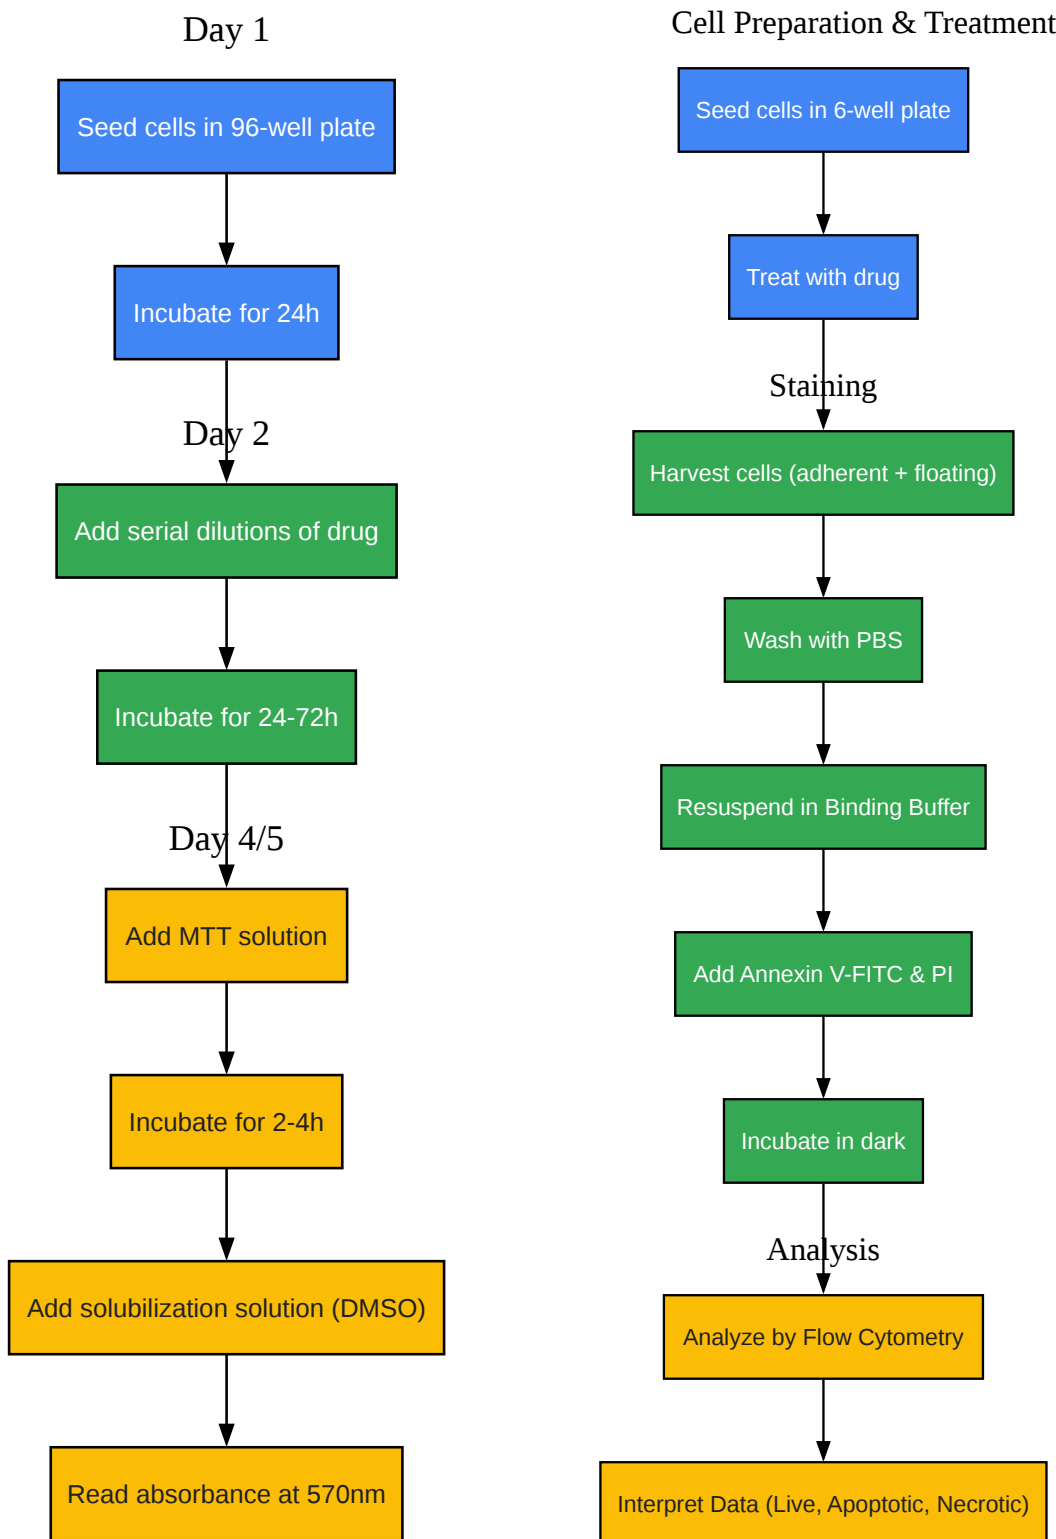 Day 1
Seed cells in 96-well plate
Incubate for 24h
Day 2
Add serial dilutions of drug
Incubate for 24-72h
Day 4/5
Add MTT solution
Incubate for 2-4h
Add solubilization solution (DMSO)
Read absorbance at 570nm
Cell Preparation & Treatment
Seed cells in 6-well plate
Treat with drug
Staining
Harvest cells (adherent + floating)
Wash with PBS
Resuspend in Binding Buffer
Add Annexin V-FITC & PI
Incubate in dark
Analysis
Analyze by Flow Cytometry
Interpret Data (Live, Apoptotic, Necrotic)